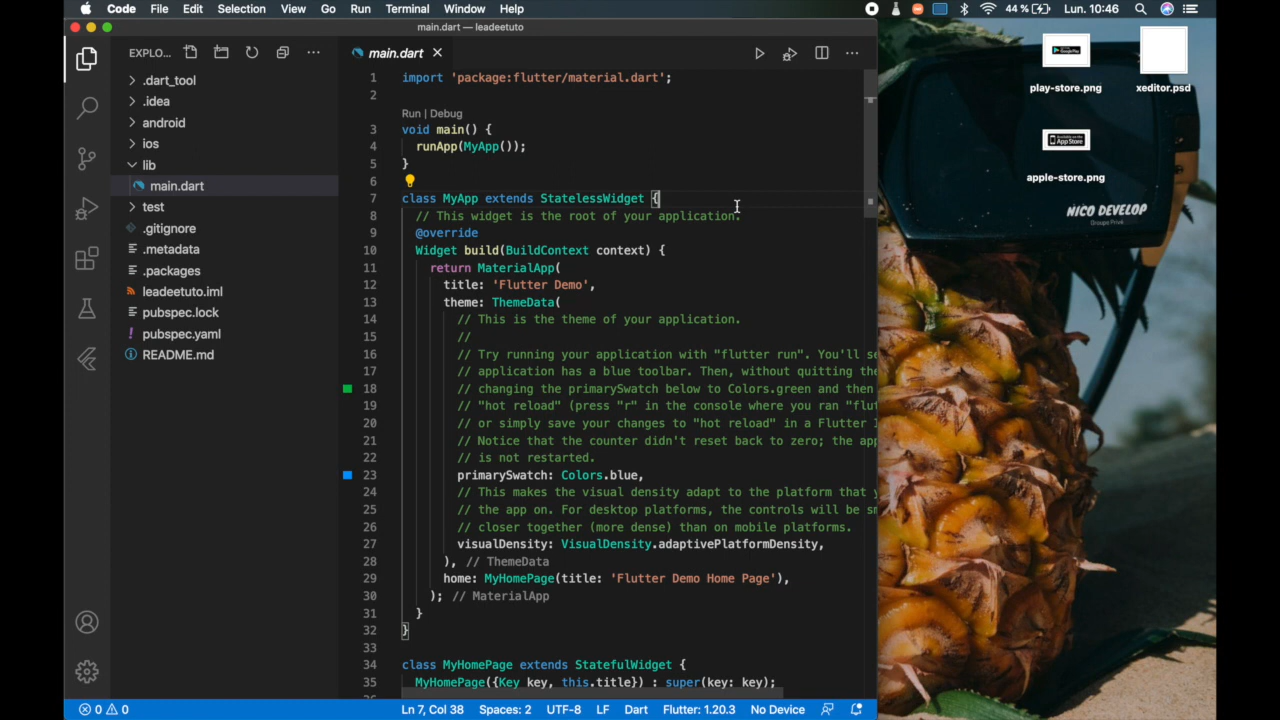 Code File Edit Selection View Go Run Terminal Window Help 44 % Lun. 10:46
main.dart — leadeetuto
EXPLO...
.dart_tool
.idea
android
ios
lib
main.dart
test
.gitignore
.metadata
.packages
leadeetuto.iml
pubspec.lock
pubspec.yaml
README.md
main.dart
1 import 'package:flutter/material.dart';
2
Run | Debug
3 void main() {
4 runApp(MyApp());
5 }
6
7 class MyApp extends StatelessWidget {
8 // This widget is the root of your application.
9 @override
10 Widget build(BuildContext context) {
11 return MaterialApp(
12 title: 'Flutter Demo',
13 theme: ThemeData(
14 // This is the theme of your application.
15 //
16 // Try running your application with "flutter run". You'll se
17 // application has a blue toolbar. Then, without quitting the
18 // changing the primarySwatch below to Colors.green and then
19 // "hot reload" (press "r" in the console where you ran "flut
20 // or simply save your changes to "hot reload" in a Flutter I
21 // Notice that the counter didn't reset back to zero; the app
22 // is not restarted.
23 primarySwatch: Colors.blue,
24 // This makes the visual density adapt to the platform that y
25 // the app on. For desktop platforms, the controls will be sm
26 // closer together (more dense) than on mobile platforms.
27 visualDensity: VisualDensity.adaptivePlatformDensity,
28 ), // ThemeData
29 home: MyHomePage(title: 'Flutter Demo Home Page'),
30 ); // MaterialApp
31 }
32 }
33
34 class MyHomePage extends StatefulWidget {
35 MyHomePage({Key key, this.title}) : super(key: key);
0 0 Ln 7, Col 38 Spaces: 2 UTF-8 LF Dart Flutter: 1.20.3 No Device
play-store.png
xeditor.psd
App Store
apple-store.png
NICO DEVELOP
Groupe Privé